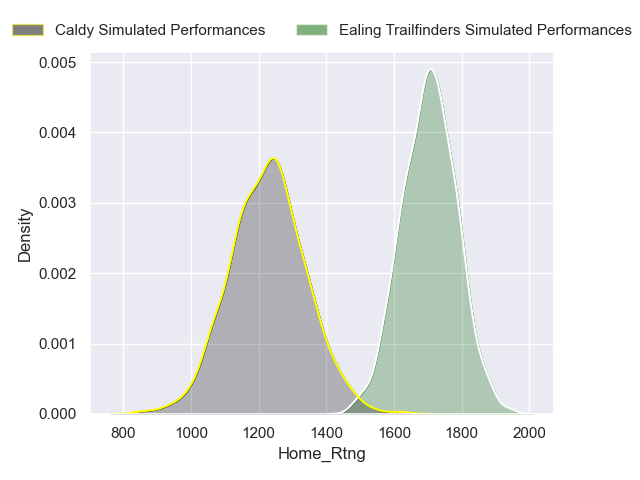 Caldy Simulated Performances Ealing Trailfinders Simulated Performances
0.005
0.004
0.003
0.002
0.001
0.000
Density
800 1000 1200 1400 1600 1800 2000
Home_Rtng